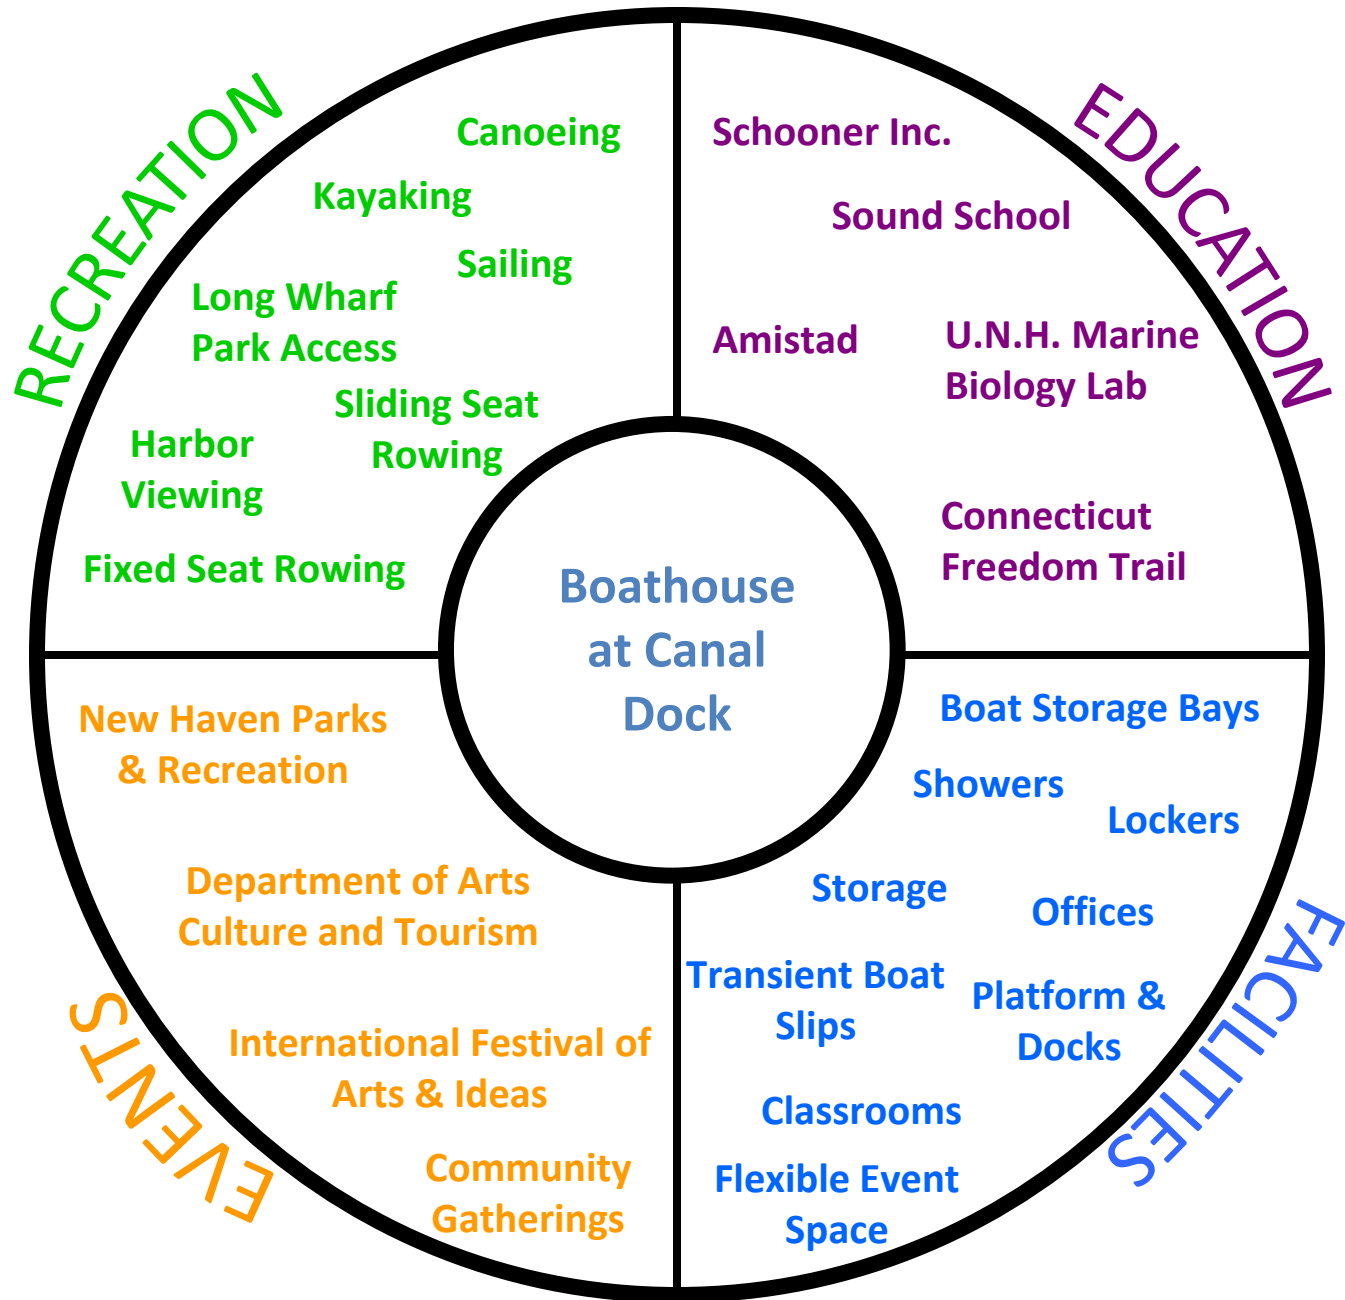 RECREATION
Canoeing
Kayaking
Sailing
Long Wharf
Park Access
Sliding Seat
Rowing
Harbor
Viewing
Fixed Seat Rowing
EDUCATION
Schooner Inc.
Sound School
Amistad
U.N.H. Marine
Biology Lab
Connecticut
Freedom Trail
Boathouse
at Canal
Dock
New Haven Parks
& Recreation
Department of Arts
Culture and Tourism
International Festival of
Arts & Ideas
Community
Gatherings
EVENTS
Boat Storage Bays
Showers
Lockers
Storage
Offices
Transient Boat
Slips
Platform &
Docks
Classrooms
Flexible Event
Space
FACILITIES